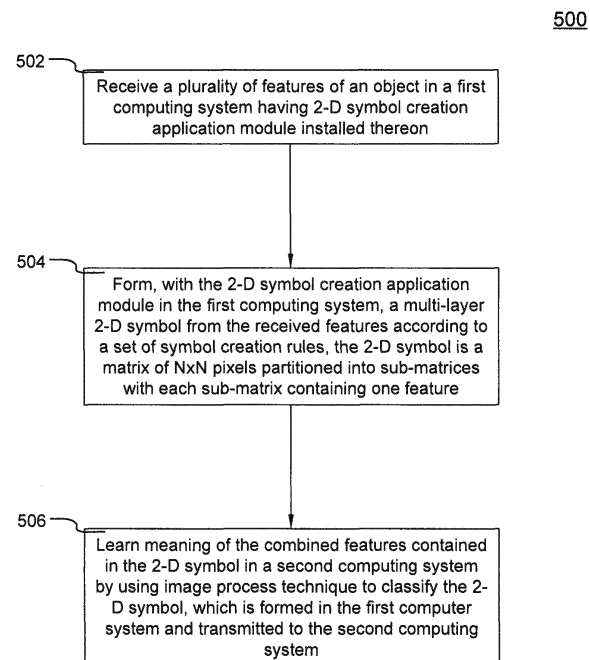 500
502
Receive a plurality of features of an object in a first
computing system having 2-D symbol creation
application module installed thereon
504
Form, with the 2-D symbol creation application
module in the first computing system, a multi-layer
2-D symbol from the received features according to
a set of symbol creation rules, the 2-D symbol is a
matrix of NxN pixels partitioned into sub-matrices
with each sub-matrix containing one feature
506
Learn meaning of the combined features contained
in the 2-D symbol in a second computing system
by using image process technique to classify the 2-
D symbol, which is formed in the first computer
system and transmitted to the second computing
system